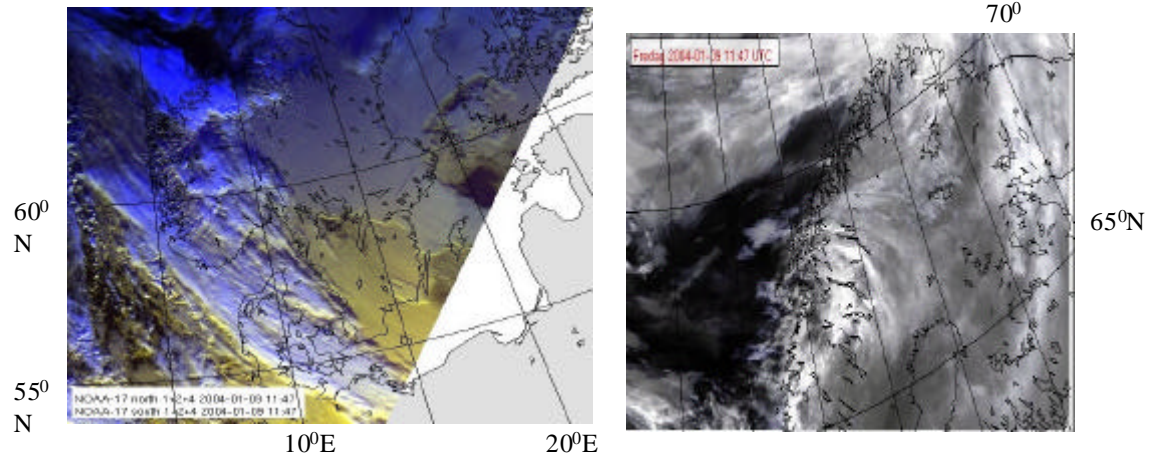 70⁰
Fredag 2004-01-09 11:47 UTC
60⁰
N
65⁰N
55⁰
N
NOAA-17 north 1+2+4 2004-01-09 11:47
NOAA-17 south 1+2+4 2004-01-09 11:47
10⁰E
20⁰E